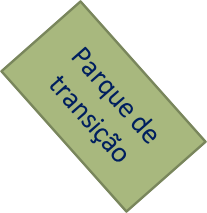 Parque de
transição